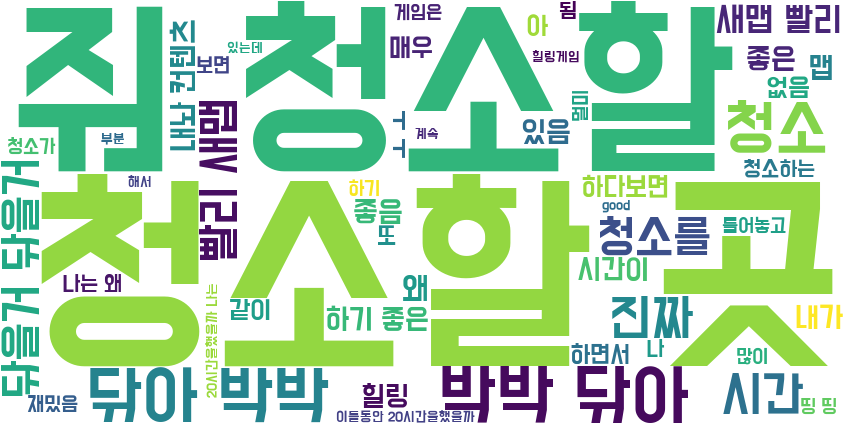 줘 청소할
게임은
됨
아
새맵 빨리
있는데
보면
매우
힐링게임
좋은
맵
내놔 컨텐츠
새맵
ㅜㅜ
벌미
없음
청소
부분
계속
있음
청소가
청소하는
청소할 것
닦을거 닦을거
해서
빨리
하기
좋음
또
하다보면
good
청소를
틀어놓고
나는 왜
왜
시간이
20시간을했을까 나는
같이
하기 좋은
진짜
내가
하면서
나
많이
재밌음
닦아 박박
힐링
박박 닦아
시간
띵 띵
이틀동안 20시간을했을까